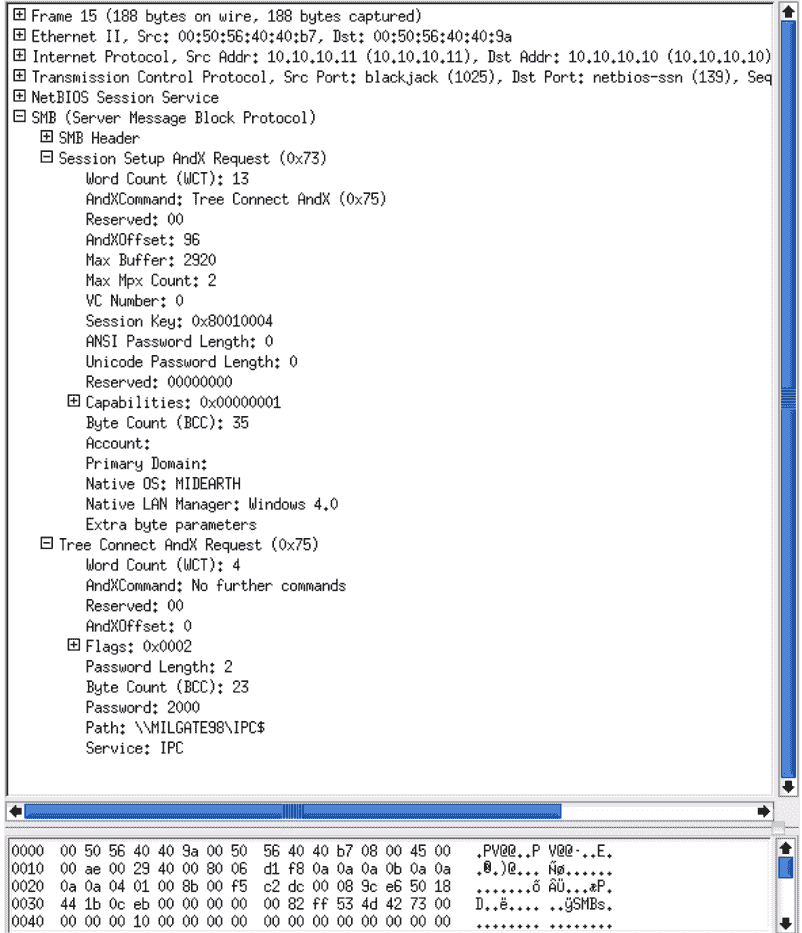 Frame 15 (188 bytes on wire, 188 bytes captured)
Ethernet II, Src: 00:50:56:40:40:b7, Dst: 00:50:56:40:40:9a
Internet Protocol, Src Addr: 10.10.10.11 (10.10.10.11), Dst Addr: 10.10.10.10 (10.10.10.10)
Transmission Control Protocol, Src Port: blackjack (1025), Dst Port: netbios-ssn (139), Seq
NetBIOS Session Service
SMB (Server Message Block Protocol)
SMB Header
Session Setup AndX Request (0x73)
Word Count (WCT): 13
AndXCommand: Tree Connect AndX (0x75)
Reserved: 00
AndXOffset: 96
Max Buffer: 2920
Max Mpx Count: 2
VC Number: 0
Session Key: 0x80010004
ANSI Password Length: 0
Unicode Password Length: 0
Reserved: 00000000
Capabilities: 0x00000001
Byte Count (BCC): 35
Account:
Primary Domain:
Native OS: MIDEARTH
Native LAN Manager: Windows 4.0
Extra byte parameters
Tree Connect AndX Request (0x75)
Word Count (WCT): 4
AndXCommand: No further commands
Reserved: 00
AndXOffset: 0
Flags: 0x0002
Password Length: 2
Byte Count (BCC): 23
Password: 2000
Path: \\MILGATE98\IPC$
Service: IPC
0000 00 50 56 40 40 9a 00 50 56 40 40 b7 08 00 45 00 .PV@@..P V@@·..E.
0010 00 ae 00 29 40 00 80 06 d1 f8 0a 0a 0a 0b 0a 0a .®.)@... Ñø......
0020 0a 0a 04 01 00 8b 00 f5 c2 dc 00 08 9c e6 50 18 .......õ ÂÜ...æP.
0030 44 1b 0c eb 00 00 00 00 00 82 ff 53 4d 42 73 00 D..ë.... ..ÿSMBs.
0040 00 00 00 10 00 00 00 00 00 00 00 00 00 00 00 00 ........ ........